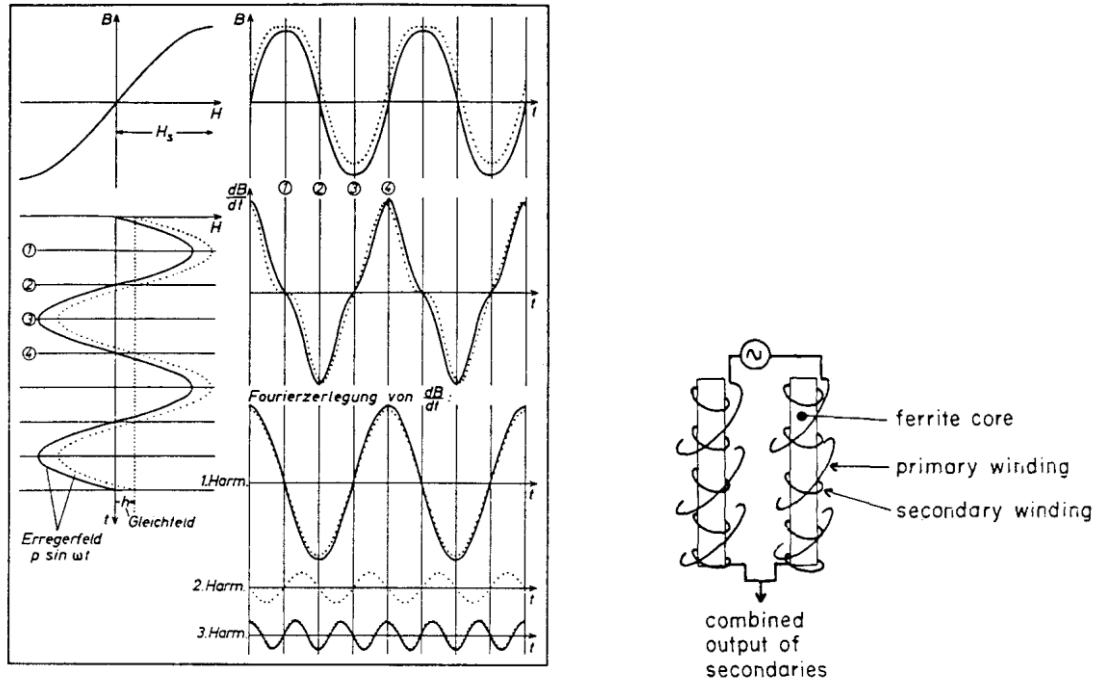 B
H
H₃
B
t
dB
dt
① ② ③ ④
t
H
①
②
③
④
h
t
Gleichfeld
Erregerfeld
p sin ωt
Fourierzerlegung von dB/dt :
1.Harm.
t
2.Harm.
t
3.Harm.
t
ferrite core
primary winding
secondary winding
combined
output of
secondaries